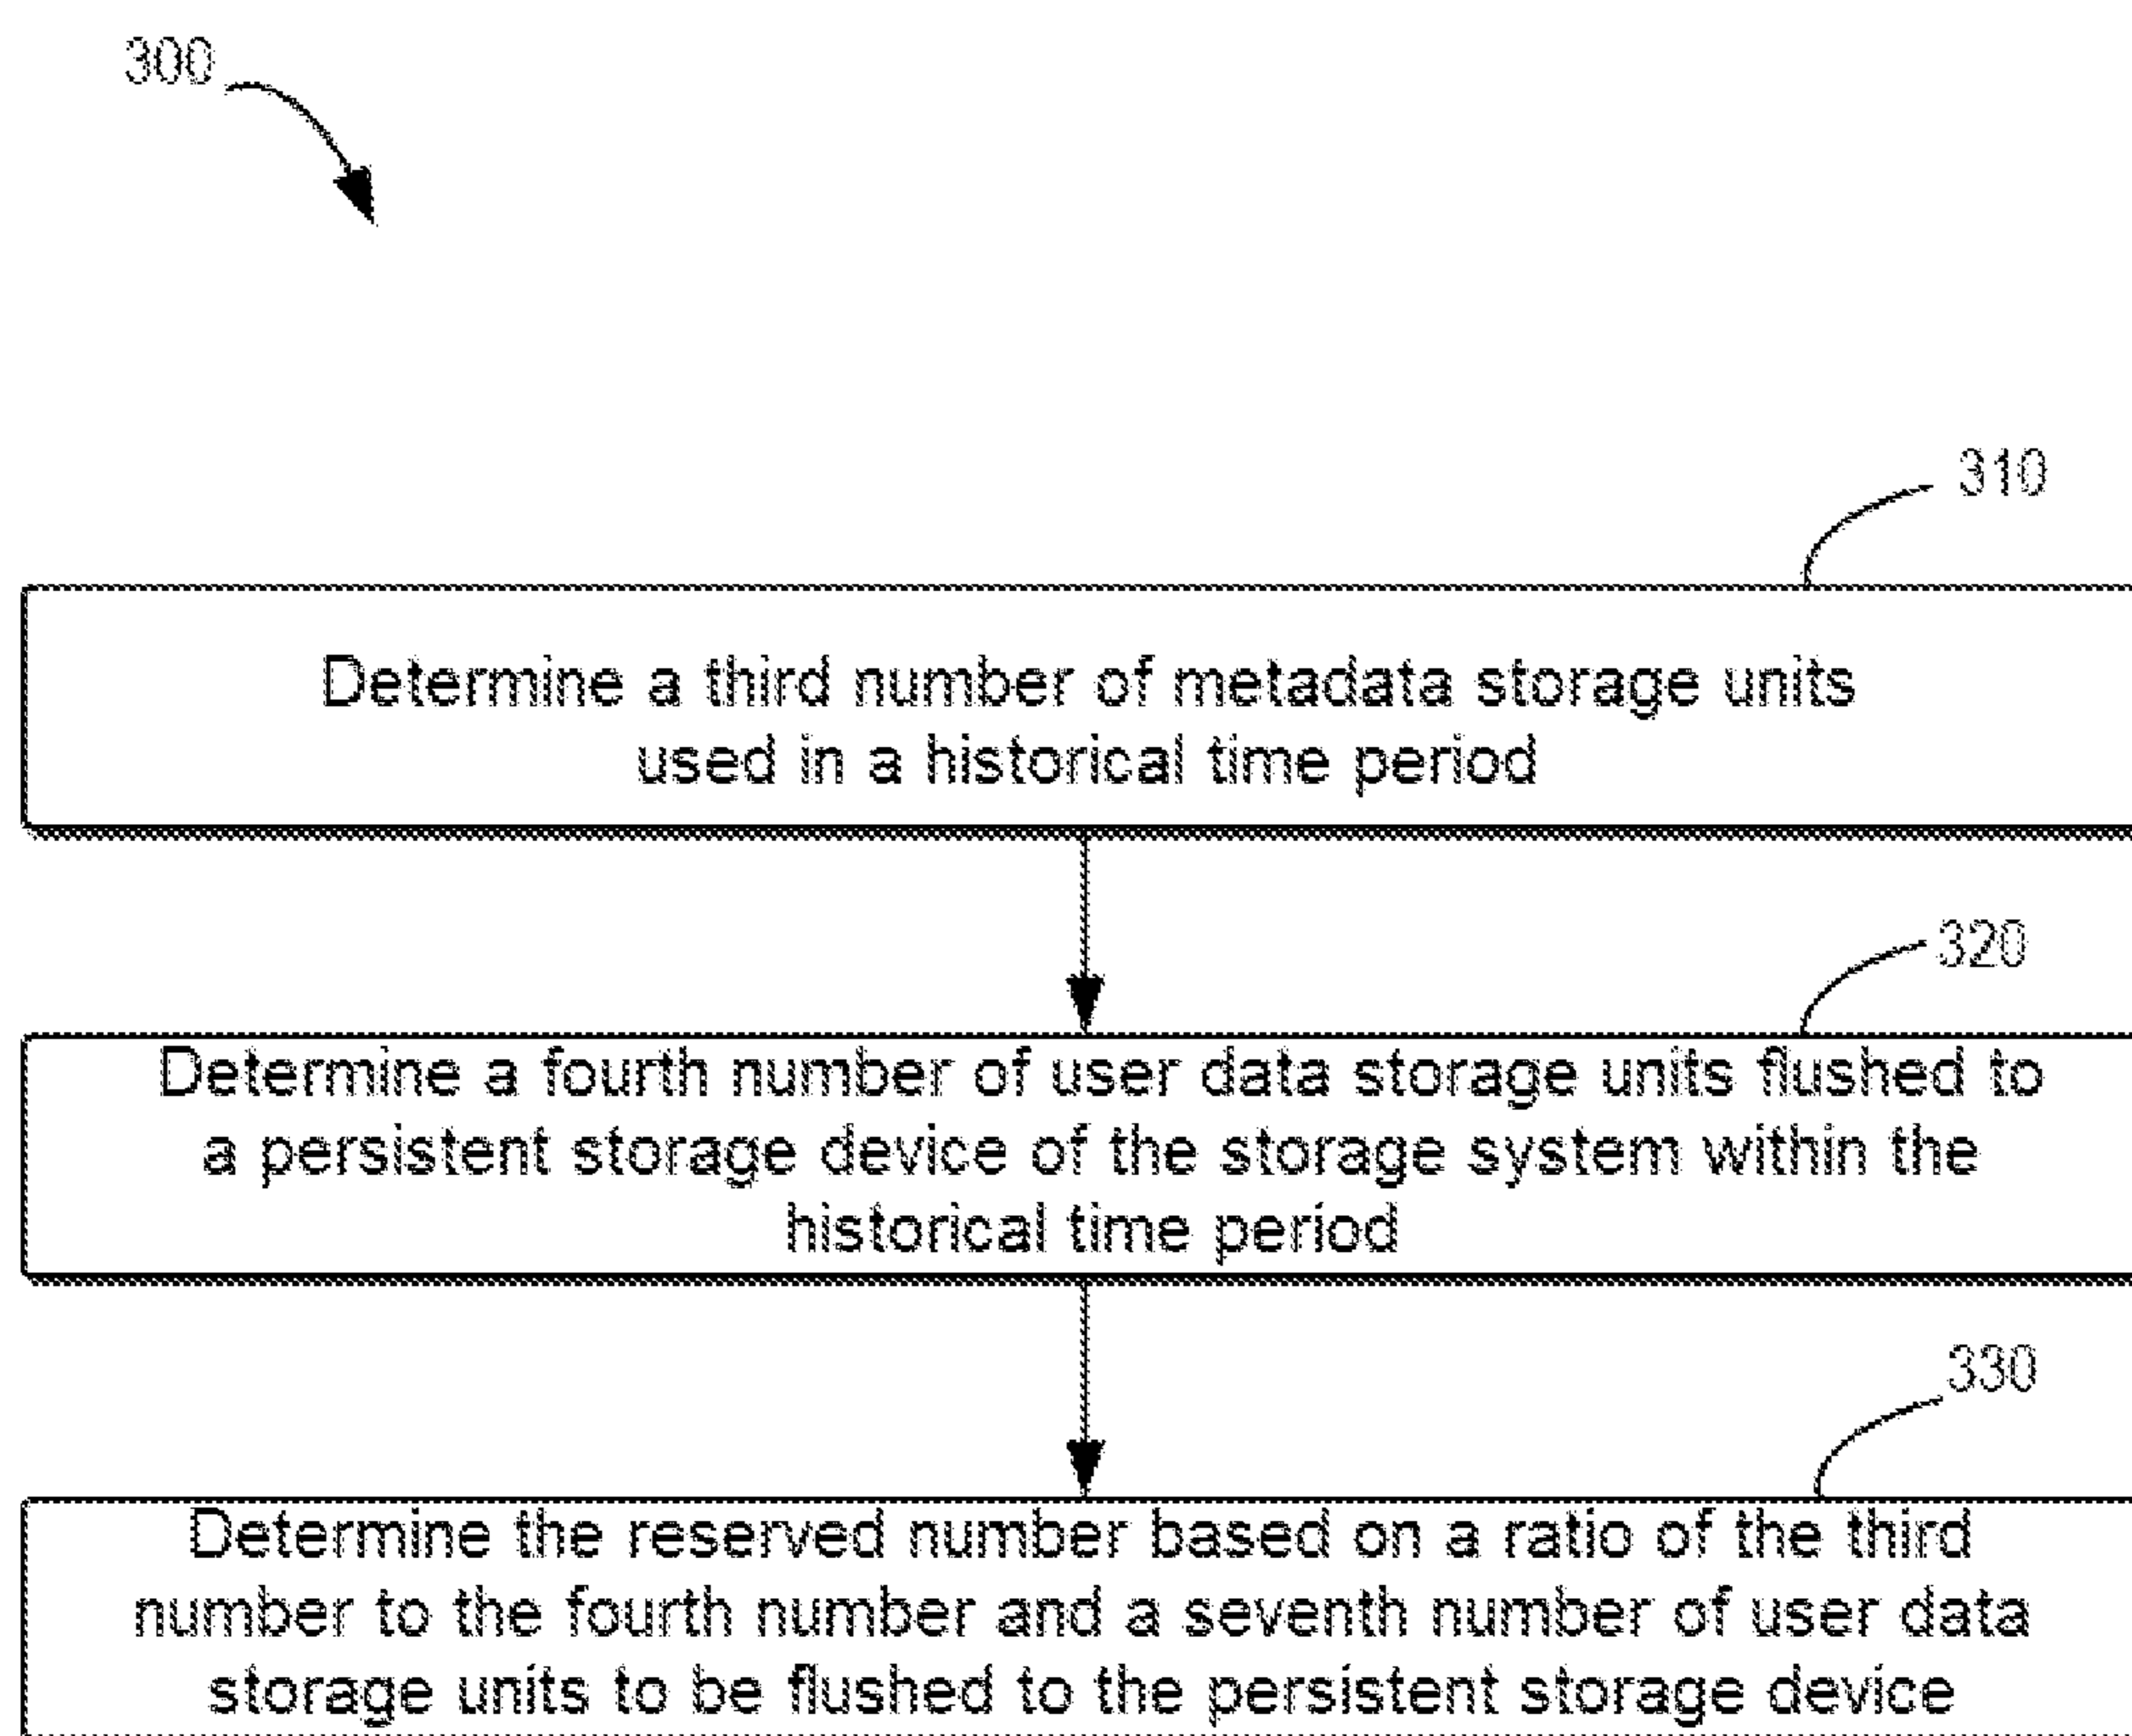 300
310
Determine a third number of metadata storage units
used in a historical time period
320
Determine a fourth number of user data storage units flushed to
a persistent storage device of the storage system within the
historical time period
330
Determine the reserved number based on a ratio of the third
number to the fourth number and a seventh number of user data
storage units to be flushed to the persistent storage device